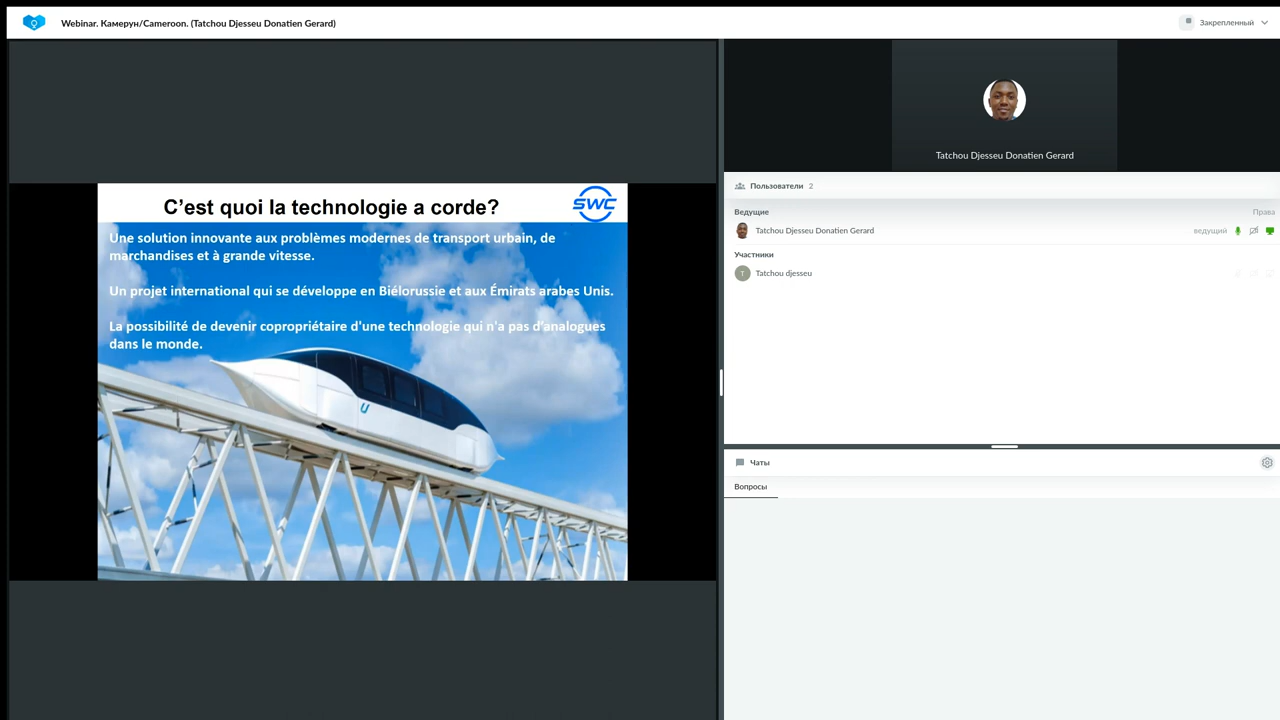 Webinar. Камерун/Cameroon. (Tatchou Djesseu Donatien Gerard)
Закрепленный
C'est quoi la technologie a corde?
SWC
Une solution innovante aux problèmes modernes de transport urbain, de
marchandises et à grande vitesse.
Un projet international qui se développe en Biélorussie et aux Émirats arabes Unis.
La possibilité de devenir copropriétaire d'une technologie qui n'a pas d'analogues
dans le monde.
U
Tatchou Djesseu Donatien Gerard
Пользователи 2
Ведущие Права
Tatchou Djesseu Donatien Gerard ведущий
Участники
T Tatchou djesseu
Чаты
Вопросы